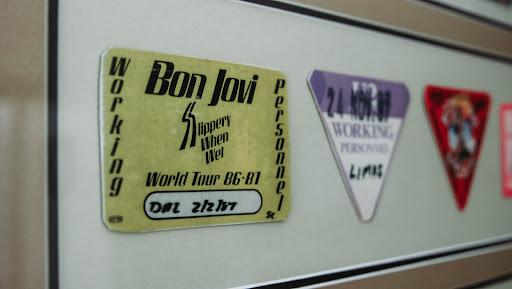 Working
Bon Jovi
Slippery
When
Wet
World Tour 86-87
DAL 2/2/87
Personnel
Sc
24 NOV.87
WORKING
PERSONNEL